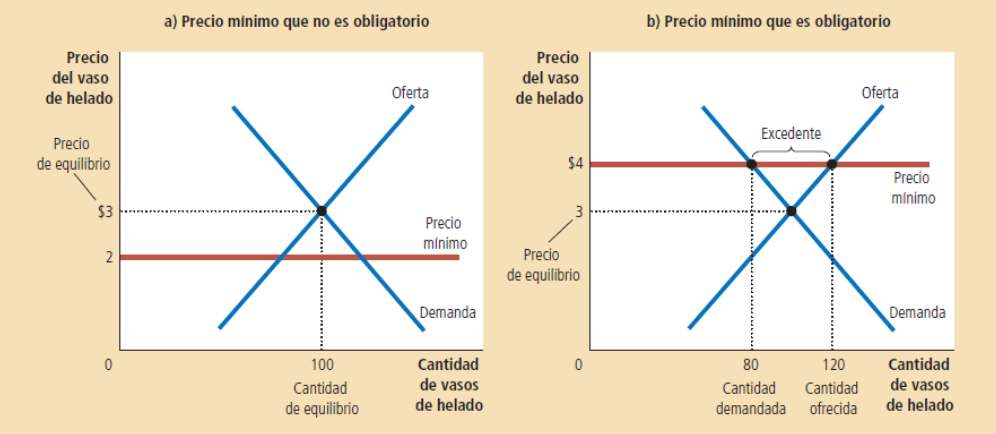 a) Precio mínimo que no es obligatorio
Precio
del vaso
de helado
Oferta
Precio
de equilibrio
$3
Precio
mínimo
2
Demanda
0
100
Cantidad
de equilibrio
Cantidad
de vasos
de helado
b) Precio mínimo que es obligatorio
Precio
del vaso
de helado
Oferta
Excedente
$4
Precio
mínimo
3
Precio
de equilibrio
Demanda
0
80
120
Cantidad
demandada
Cantidad
ofrecida
Cantidad
de vasos
de helado